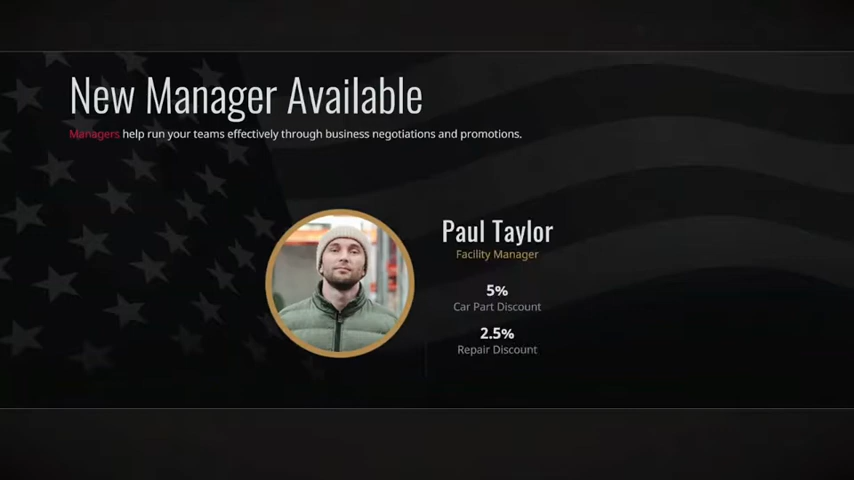 New Manager Available
Managers help run your teams effectively through business negotiations and promotions.
Paul Taylor
Facility Manager
5%
Car Part Discount
2.5%
Repair Discount